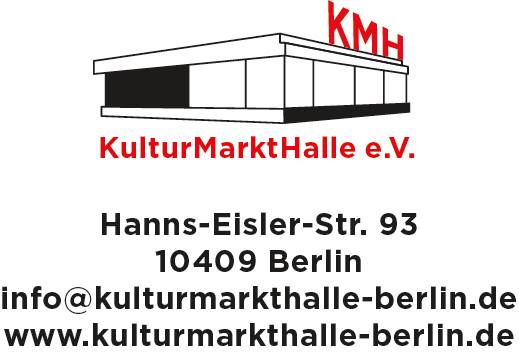 KMH
KulturMarktHalle e.V.
Hanns-Eisler-Str. 93
10409 Berlin
info@kulturmarkthalle-berlin.de
www.kulturmarkthalle-berlin.de